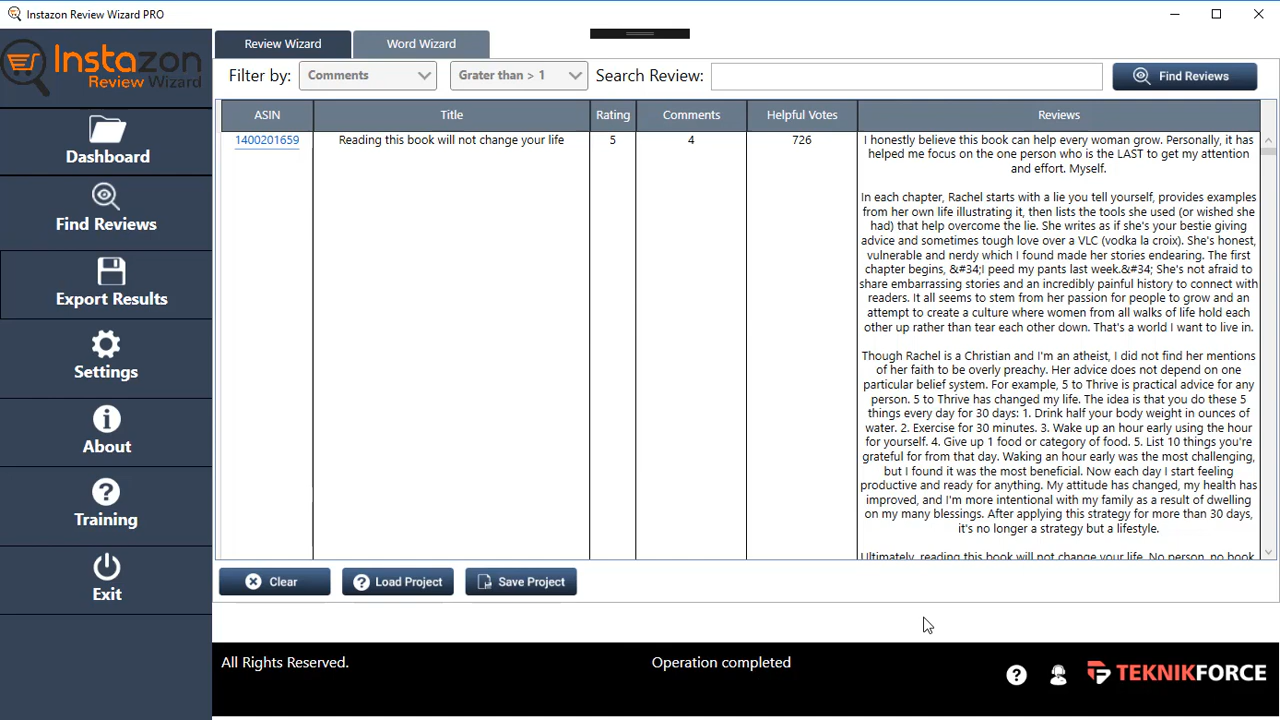 Instazon Review Wizard PRO
Instazon
Review Wizard
Dashboard
Find Reviews
Export Results
Settings
About
Training
Exit
Review Wizard
Word Wizard
Filter by:
Comments
Grater than > 1
Search Review:
Find Reviews
ASIN
Title
Rating
Comments
Helpful Votes
Reviews
1400201659
Reading this book will not change your life
5
4
726
I honestly believe this book can help every woman grow. Personally, it has
helped me focus on the one person who is the LAST to get my attention
and effort. Myself.
In each chapter, Rachel starts with a lie you tell yourself, provides examples
from her own life illustrating it, then lists the tools she used (or wished she
had) that help overcome the lie. She writes as if she's your bestie giving
advice and sometimes tough love over a VLC (vodka la croix). She's honest,
vulnerable and nerdy which I found made her stories endearing. The first
chapter begins, &#34;I peed my pants last week.&#34; She's not afraid to
share embarrassing stories and an incredibly painful history to connect with
readers. It all seems to stem from her passion for people to grow and an
attempt to create a culture where women from all walks of life hold each
other up rather than tear each other down. That's a world I want to live in.
Though Rachel is a Christian and I'm an atheist, I did not find her mentions
of her faith to be overly preachy. Her advice does not depend on one
particular belief system. For example, 5 to Thrive is practical advice for any
person. 5 to Thrive has changed my life. The idea is that you do these 5
things every day for 30 days: 1. Drink half your body weight in ounces of
water. 2. Exercise for 30 minutes. 3. Wake up an hour early using the hour
for yourself. 4. Give up 1 food or category of food. 5. List 10 things you're
grateful for from that day. Waking an hour early was the most challenging,
but I found it was the most beneficial. Now each day I start feeling
productive and ready for anything. My attitude has changed, my health has
improved, and I'm more intentional with my family as a result of dwelling
on my many blessings. After applying this strategy for more than 30 days,
it's no longer a strategy but a lifestyle.
Ultimately, reading this book will not change your life. No person, no book
Clear
Load Project
Save Project
All Rights Reserved.
Operation completed
TEKNIKFORCE